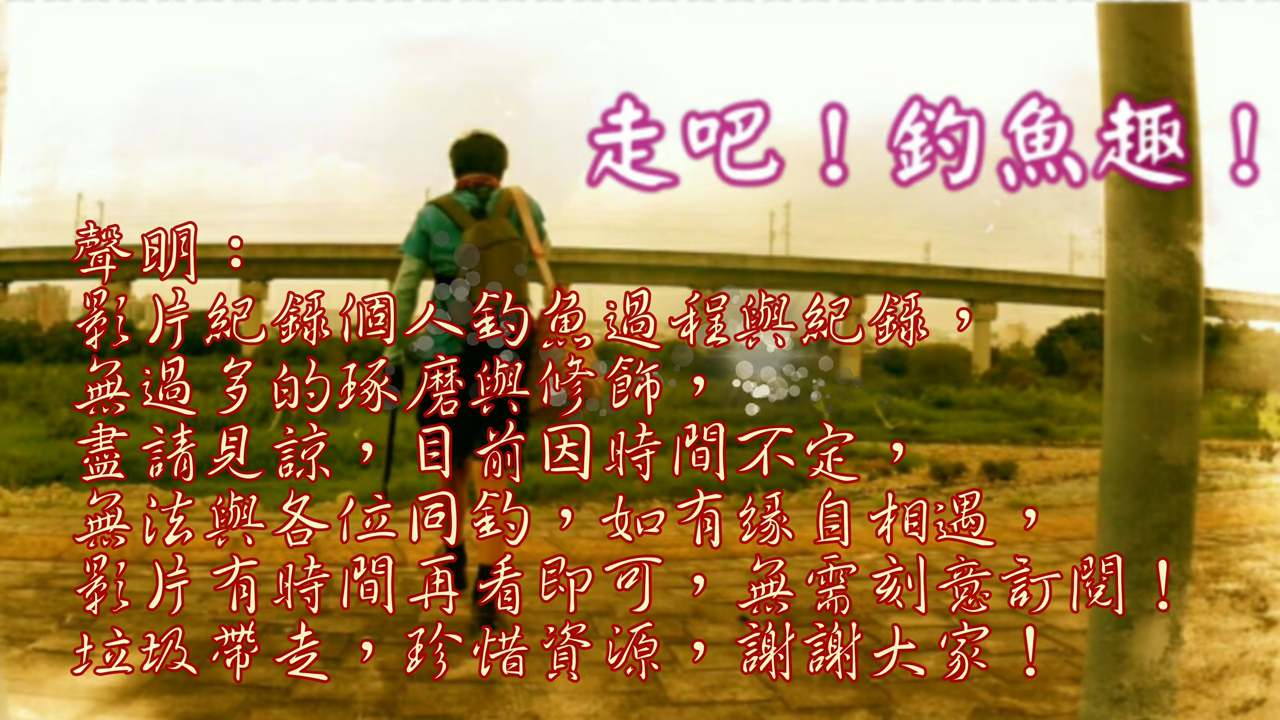 走吧！釣魚趣！
聲明：
影片紀錄個人釣魚過程與紀錄，
無過多的琢磨與修飾，
盡請見諒，目前因時間不定，
無法與各位同釣，如有緣自相遇，
影片有時間再看即可，無需刻意訂閱！
垃圾帶走，珍惜資源，謝謝大家！